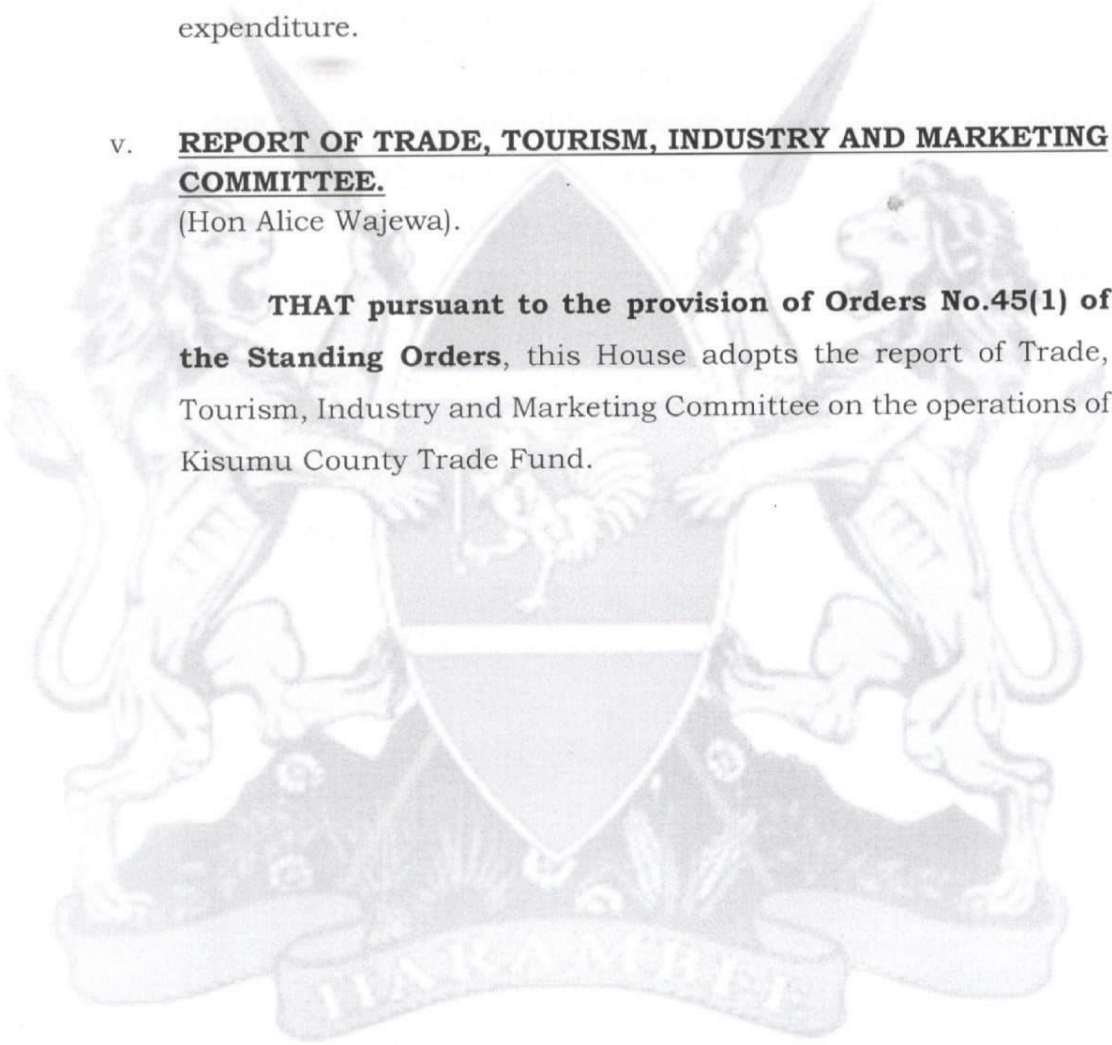 expenditure.
v. REPORT OF TRADE, TOURISM, INDUSTRY AND MARKETING
COMMITTEE.
(Hon Alice Wajewa).
THAT pursuant to the provision of Orders No.45(1) of
the Standing Orders, this House adopts the report of Trade,
Tourism, Industry and Marketing Committee on the operations of
Kisumu County Trade Fund.
HARAMBEE